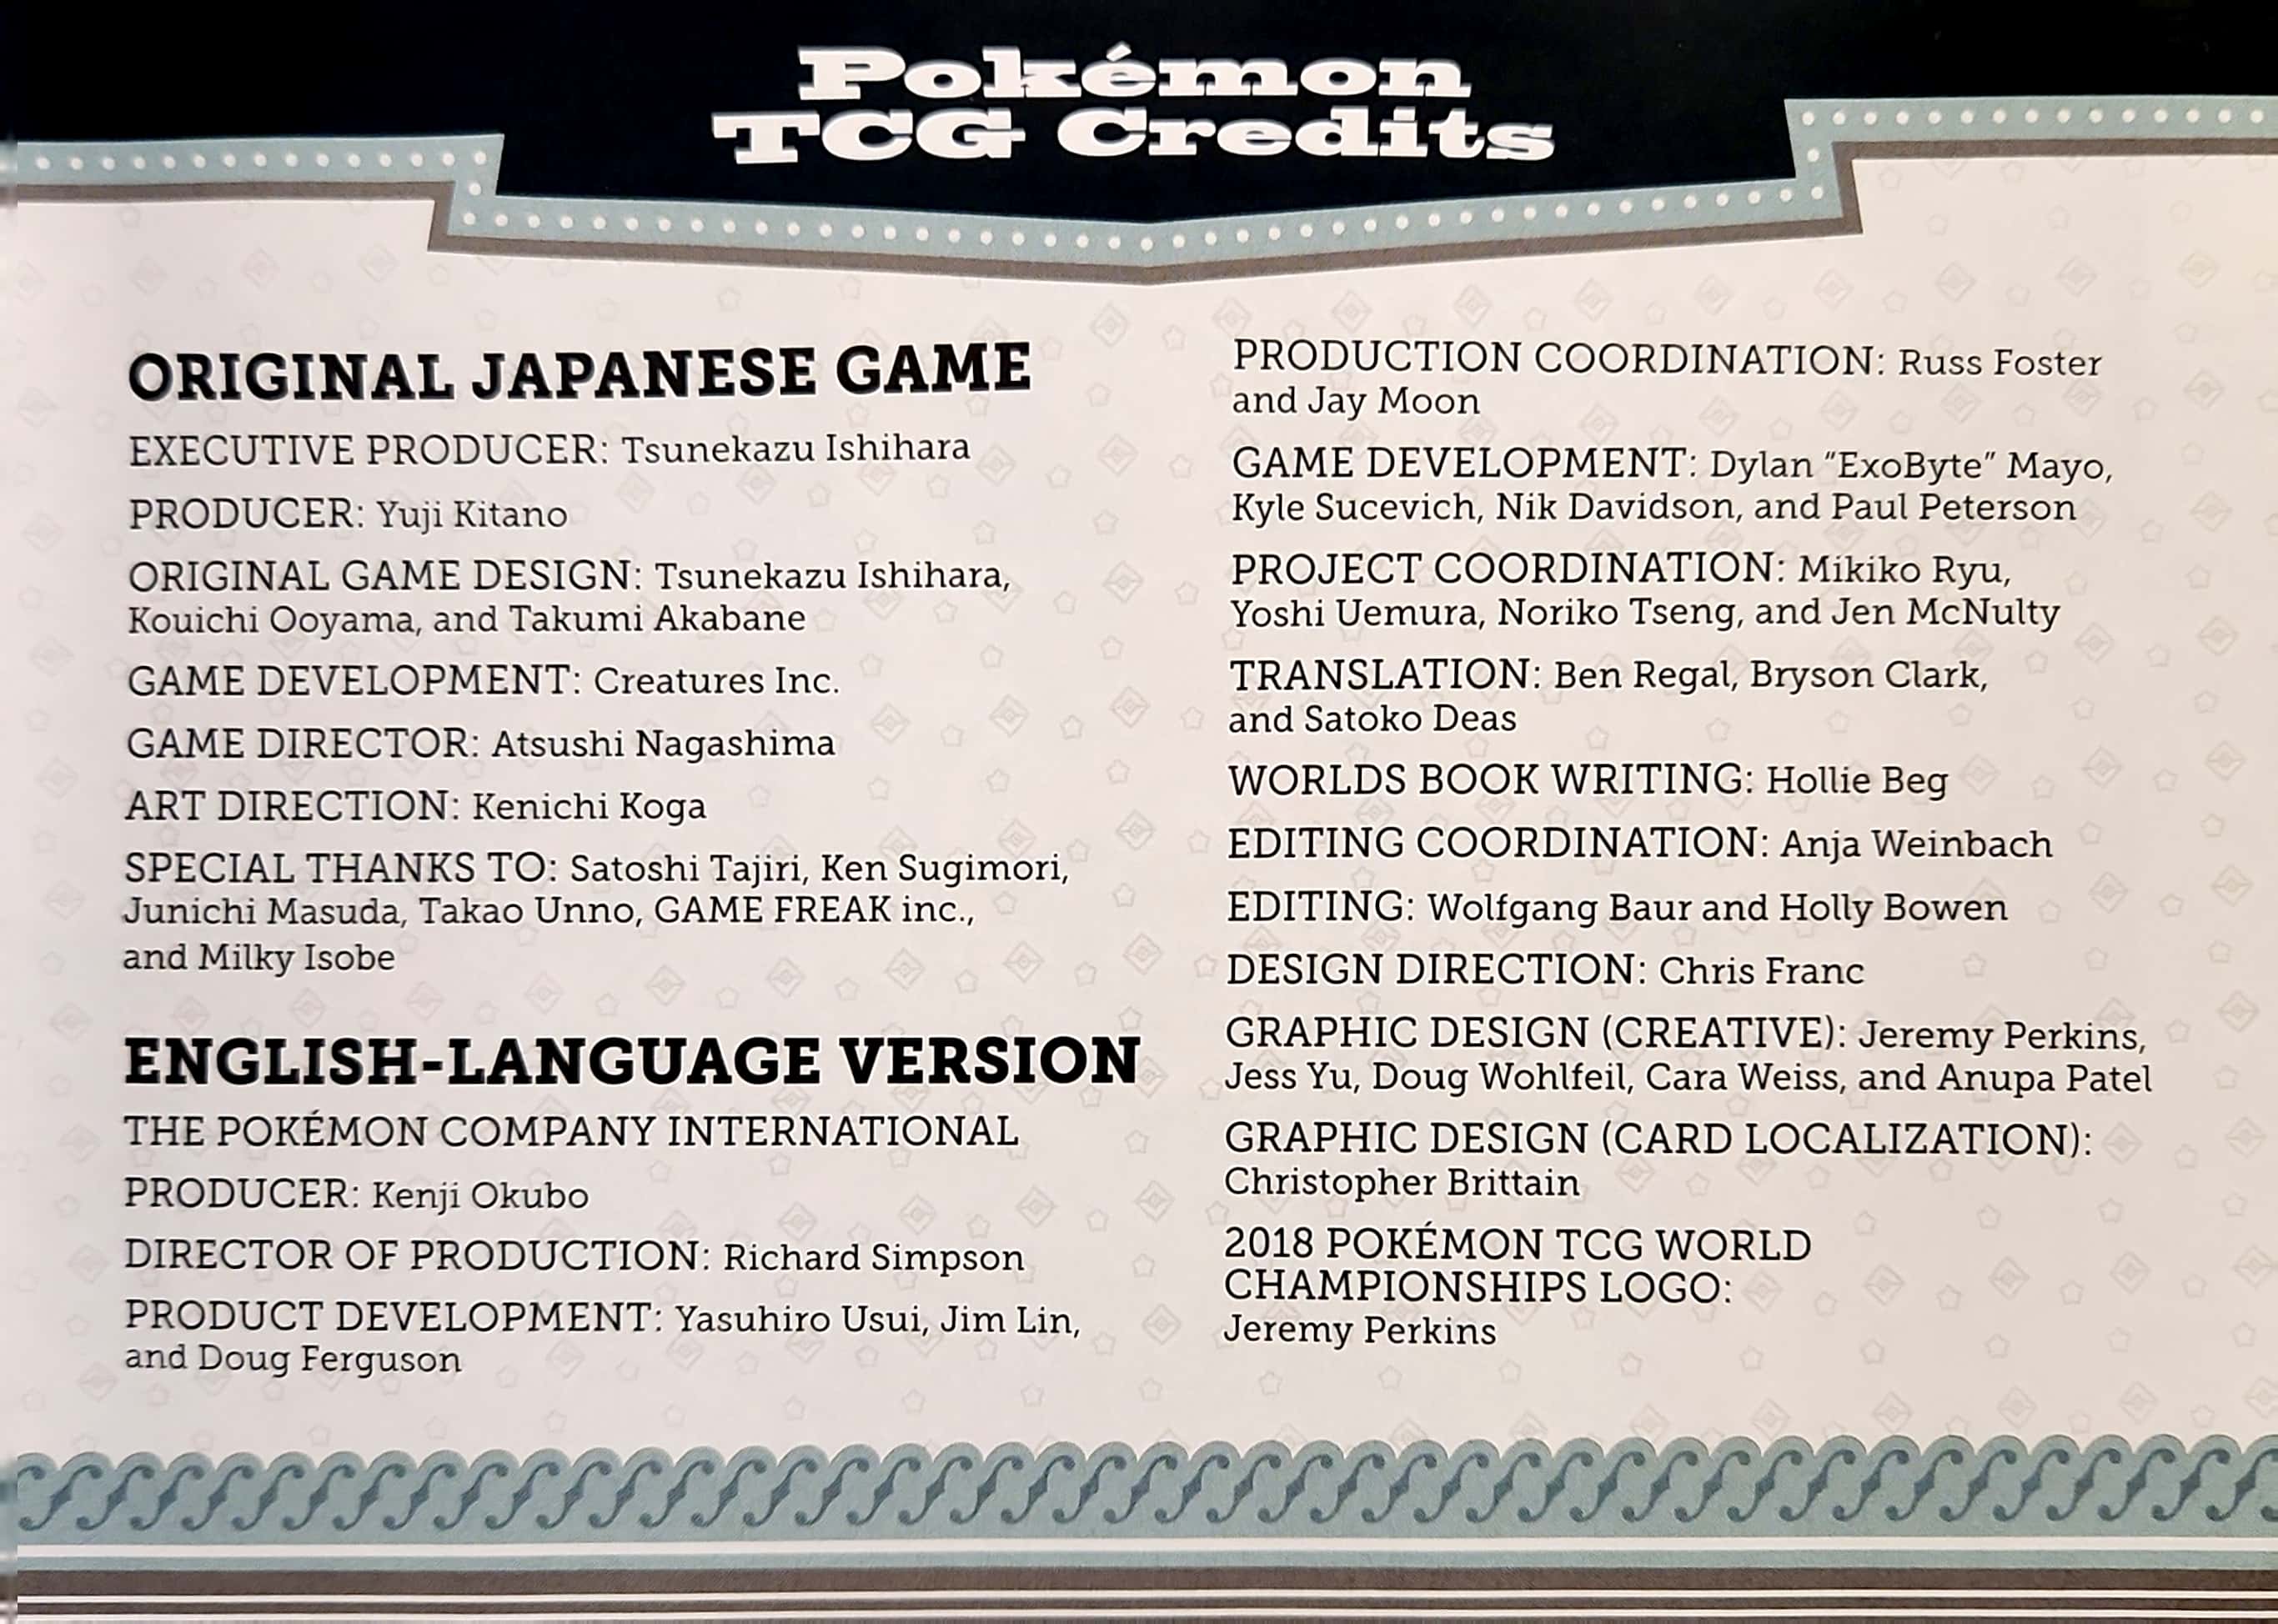 Pokémon
TCG Credits
ORIGINAL JAPANESE GAME
EXECUTIVE PRODUCER: Tsunekazu Ishihara
PRODUCER: Yuji Kitano
ORIGINAL GAME DESIGN: Tsunekazu Ishihara,
Kouichi Ooyama, and Takumi Akabane
GAME DEVELOPMENT: Creatures Inc.
GAME DIRECTOR: Atsushi Nagashima
ART DIRECTION: Kenichi Koga
SPECIAL THANKS TO: Satoshi Tajiri, Ken Sugimori,
Junichi Masuda, Takao Unno, GAME FREAK inc.,
and Milky Isobe
ENGLISH-LANGUAGE VERSION
THE POKÉMON COMPANY INTERNATIONAL
PRODUCER: Kenji Okubo
DIRECTOR OF PRODUCTION: Richard Simpson
PRODUCT DEVELOPMENT: Yasuhiro Usui, Jim Lin,
and Doug Ferguson
PRODUCTION COORDINATION: Russ Foster
and Jay Moon
GAME DEVELOPMENT: Dylan “ExoByte” Mayo,
Kyle Sucevich, Nik Davidson, and Paul Peterson
PROJECT COORDINATION: Mikiko Ryu,
Yoshi Uemura, Noriko Tseng, and Jen McNulty
TRANSLATION: Ben Regal, Bryson Clark,
and Satoko Deas
WORLDS BOOK WRITING: Hollie Beg
EDITING COORDINATION: Anja Weinbach
EDITING: Wolfgang Baur and Holly Bowen
DESIGN DIRECTION: Chris Franc
GRAPHIC DESIGN (CREATIVE): Jeremy Perkins,
Jess Yu, Doug Wohlfeil, Cara Weiss, and Anupa Patel
GRAPHIC DESIGN (CARD LOCALIZATION):
Christopher Brittain
2018 POKÉMON TCG WORLD
CHAMPIONSHIPS LOGO:
Jeremy Perkins